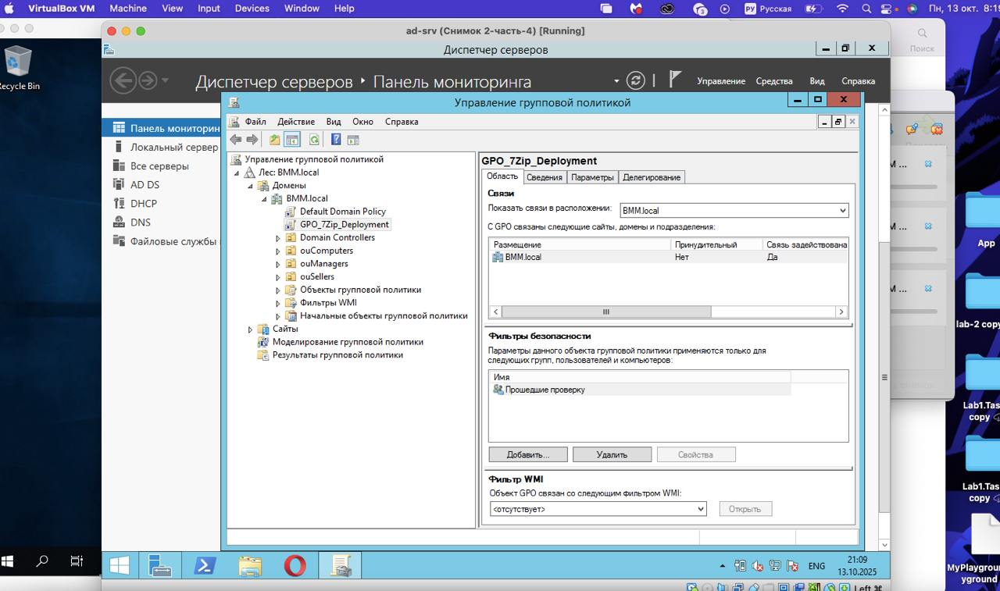 VirtualBox VM Machine View Input Devices Window Help
РУ Русская Пн, 13 окт. 8:19
ad-srv (Снимок 2-часть-4) [Running]
Поиск
Диспетчер серверов
Recycle Bin
Диспетчер серверов ‣ Панель мониторинга
Управление Средства Вид Справка
Управление групповой политикой
Файл Действие Вид Окно Справка
Панель мониторин
Локальный сервер
Все серверы
AD DS
DHCP
DNS
Файловые службы
Управление групповой политикой
Лес: BMM.local
Домены
BMM.local
Default Domain Policy
GPO_7Zip_Deployment
Domain Controllers
ouComputers
ouManagers
ouSellers
Объекты групповой политики
Фильтры WMI
Начальные объекты групповой политики
Сайты
Моделирование групповой политики
Результаты групповой политики
GPO_7Zip_Deployment
Область Сведения Параметры Делегирование
Связи
Показать связи в расположении: BMM.local
С GPO связаны следующие сайты, домены и подразделения:
Размещение Принудительный Связь задействована
BMM.local Нет Да
Фильтры безопасности
Параметры данного объекта групповой политики применяются только для
следующих групп, пользователей и компьютеров:
Имя
Прошедшие проверку
Добавить... Удалить Свойства
Фильтр WMI
Объект GPO связан со следующим фильтром WMI:
<отсутствует> Открыть
App
lab-2 copy
Lab1.Tas
copy
Lab1.Tas
copy
MyPlayground
yground
ENG
21:09
13.10.2025
Left ⌘